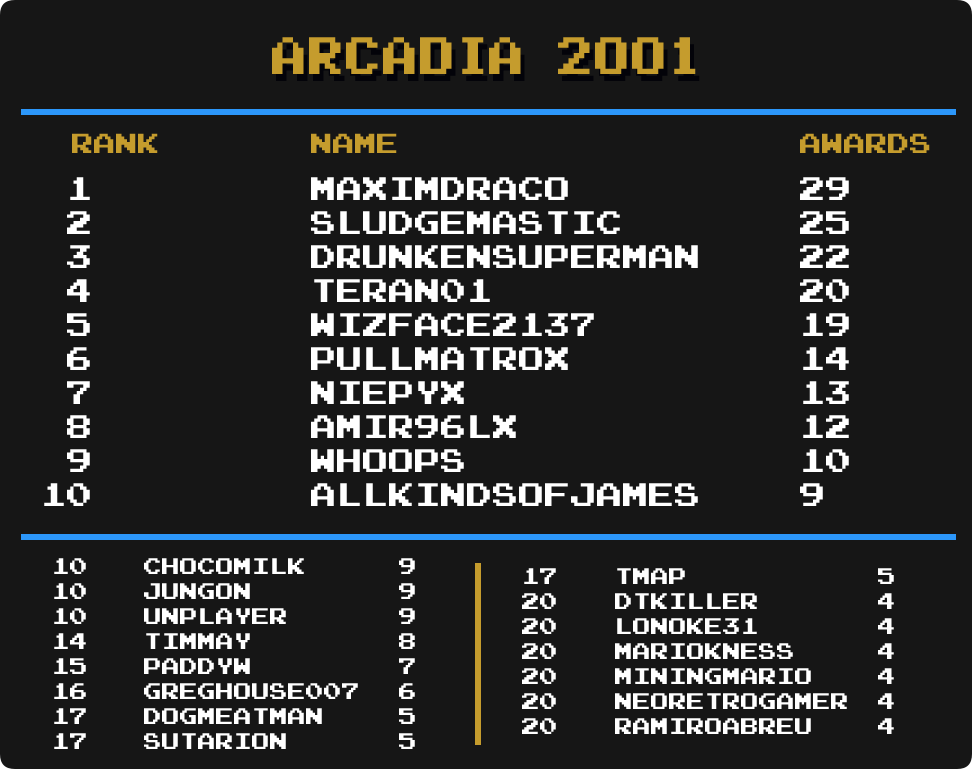 ARCADIA 2001
RANK NAME AWARDS
1 MAXIMDRACO 29
2 SLUDGEMASTIC 25
3 DRUNKENSUPERMAN 22
4 TERAN01 20
5 WIZFACE2137 19
6 PULLMATROX 14
7 NIEPYX 13
8 AMIR96LX 12
9 WHOOPS 10
10 ALLKINDSOFJAMES 9
10 CHOCOMILK 9
10 JUNGON 9
10 UNPLAYER 9
14 TIMMAY 8
15 PADDYW 7
16 GREGHOUSE007 6
17 DOGMEATMAN 5
17 SUTARION 5
17 TMAP 5
20 DTKILLER 4
20 LONOKE31 4
20 MARIOKNESS 4
20 MININGMARIO 4
20 NEORETROGAMER 4
20 RAMIROABREU 4